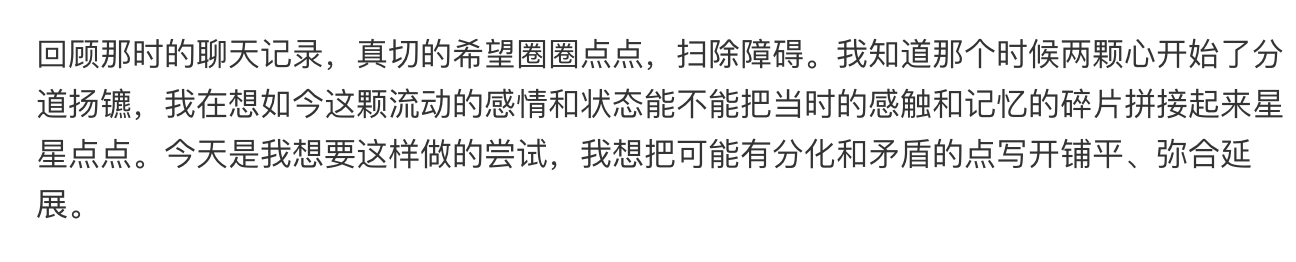 回顾那时的聊天记录，真切的希望圈圈点点，扫除障碍。我知道那个时候两颗心开始了分
道扬镳，我在想如今这颗流动的感情和状态能不能把当时的感触和记忆的碎片拼接起来星
星点点。今天是我想要这样做的尝试，我想把可能有分化和矛盾的点写开铺平、弥合延
展。